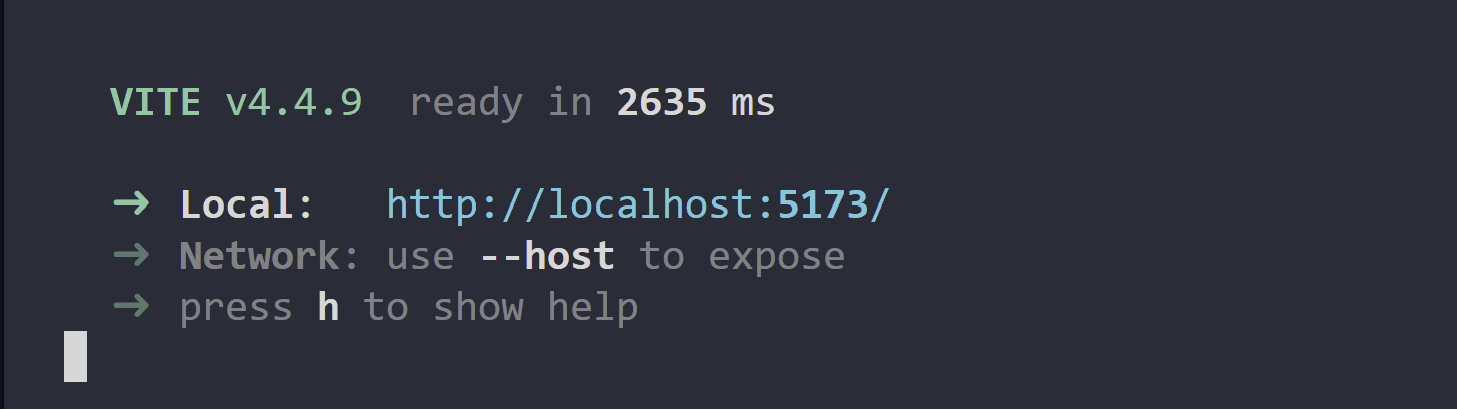 VITE v4.4.9  ready in 2635 ms
➜ Local:   http://localhost:5173/
➜ Network: use --host to expose
➜ press h to show help